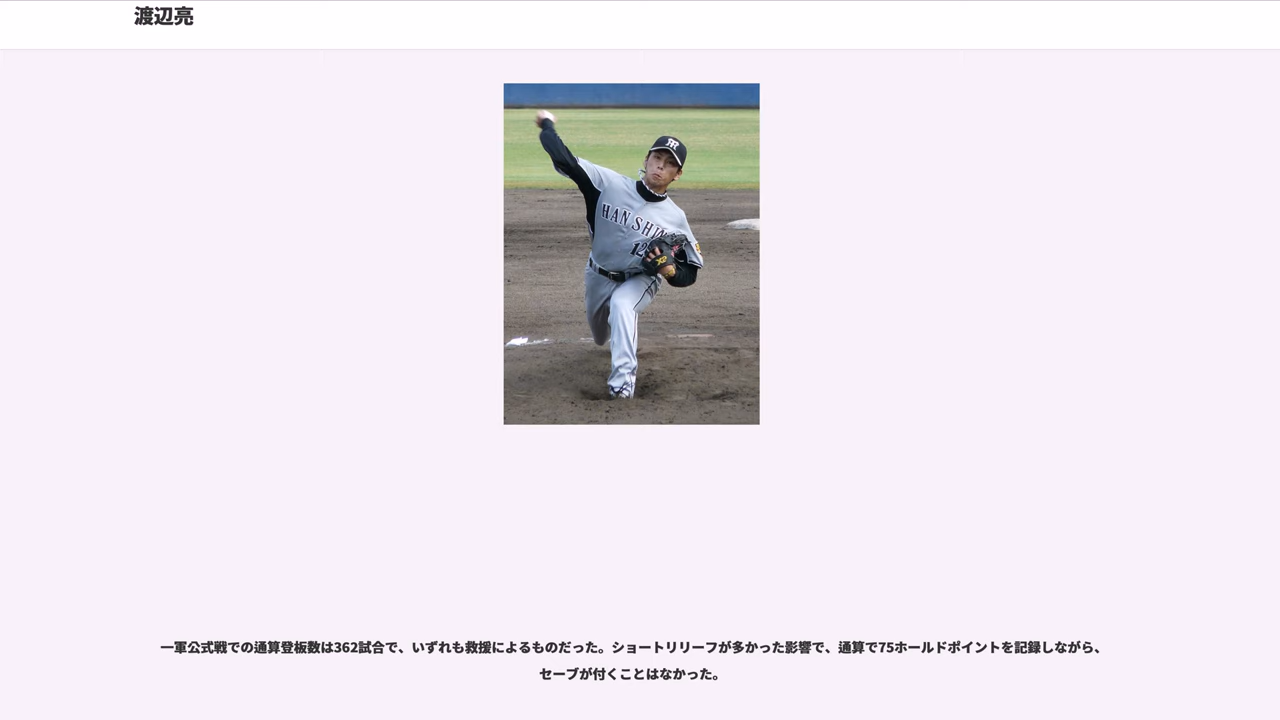 渡辺亮
HAN SHIN
12
一軍公式戦での通算登板数は362試合で、いずれも救援によるものだった。ショートリリーフが多かった影響で、通算で75ホールドポイントを記録しながら、
セーブが付くことはなかった。